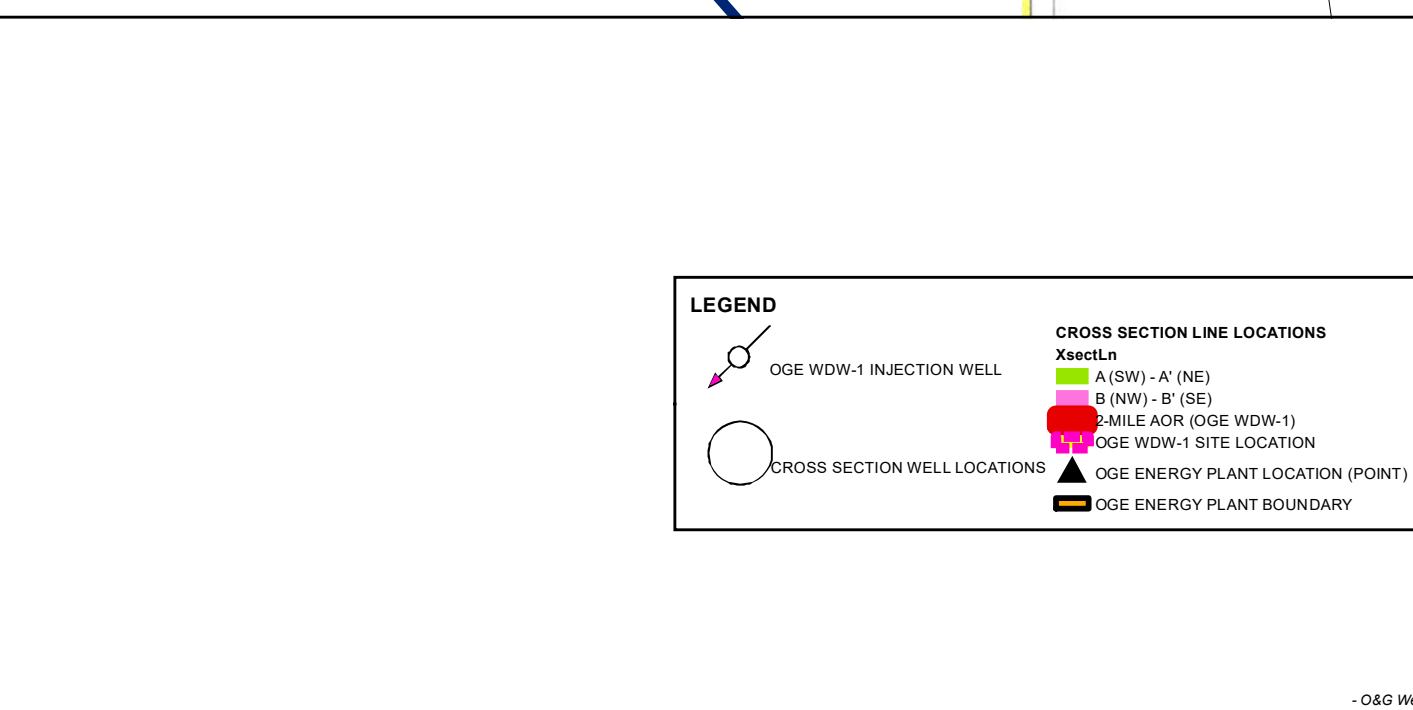 LEGEND
OGE WDW-1 INJECTION WELL
CROSS SECTION WELL LOCATIONS
CROSS SECTION LINE LOCATIONS
XsectLn
A (SW) - A' (NE)
B (NW) - B' (SE)
2-MILE AOR (OGE WDW-1)
OGE WDW-1 SITE LOCATION
OGE ENERGY PLANT LOCATION (POINT)
OGE ENERGY PLANT BOUNDARY
- O&G We